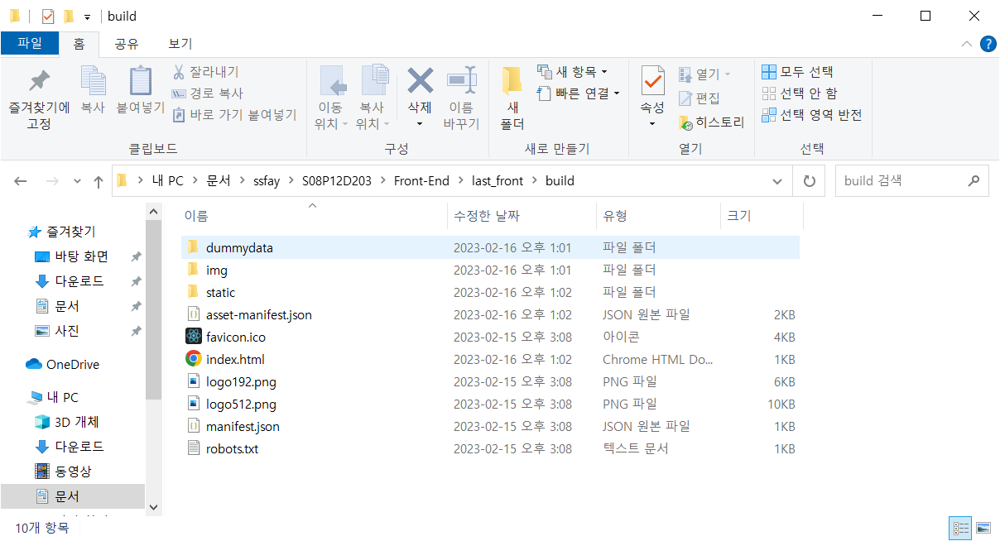 build
파일 홈 공유 보기
즐겨찾기에 고정
복사
붙여넣기
잘라내기
경로 복사
바로 가기 붙여넣기
클립보드
이동 위치
복사 위치
삭제
이름 바꾸기
구성
새 폴더
새 항목
빠른 연결
새로 만들기
속성
열기
편집
히스토리
열기
모두 선택
선택 안 함
선택 영역 반전
선택
내 PC > 문서 > ssfay > S08P12D203 > Front-End > last_front > build
build 검색
즐겨찾기
바탕 화면
다운로드
문서
사진
OneDrive
내 PC
3D 개체
다운로드
동영상
문서
이름 수정한 날짜 유형 크기
dummydata 2023-02-16 오후 1:01 파일 폴더
img 2023-02-16 오후 1:01 파일 폴더
static 2023-02-16 오후 1:02 파일 폴더
asset-manifest.json 2023-02-16 오후 1:02 JSON 원본 파일 2KB
favicon.ico 2023-02-15 오후 3:08 아이콘 4KB
index.html 2023-02-16 오후 1:02 Chrome HTML Do... 1KB
logo192.png 2023-02-15 오후 3:08 PNG 파일 6KB
logo512.png 2023-02-15 오후 3:08 PNG 파일 10KB
manifest.json 2023-02-15 오후 3:08 JSON 원본 파일 1KB
robots.txt 2023-02-15 오후 3:08 텍스트 문서 1KB
10개 항목